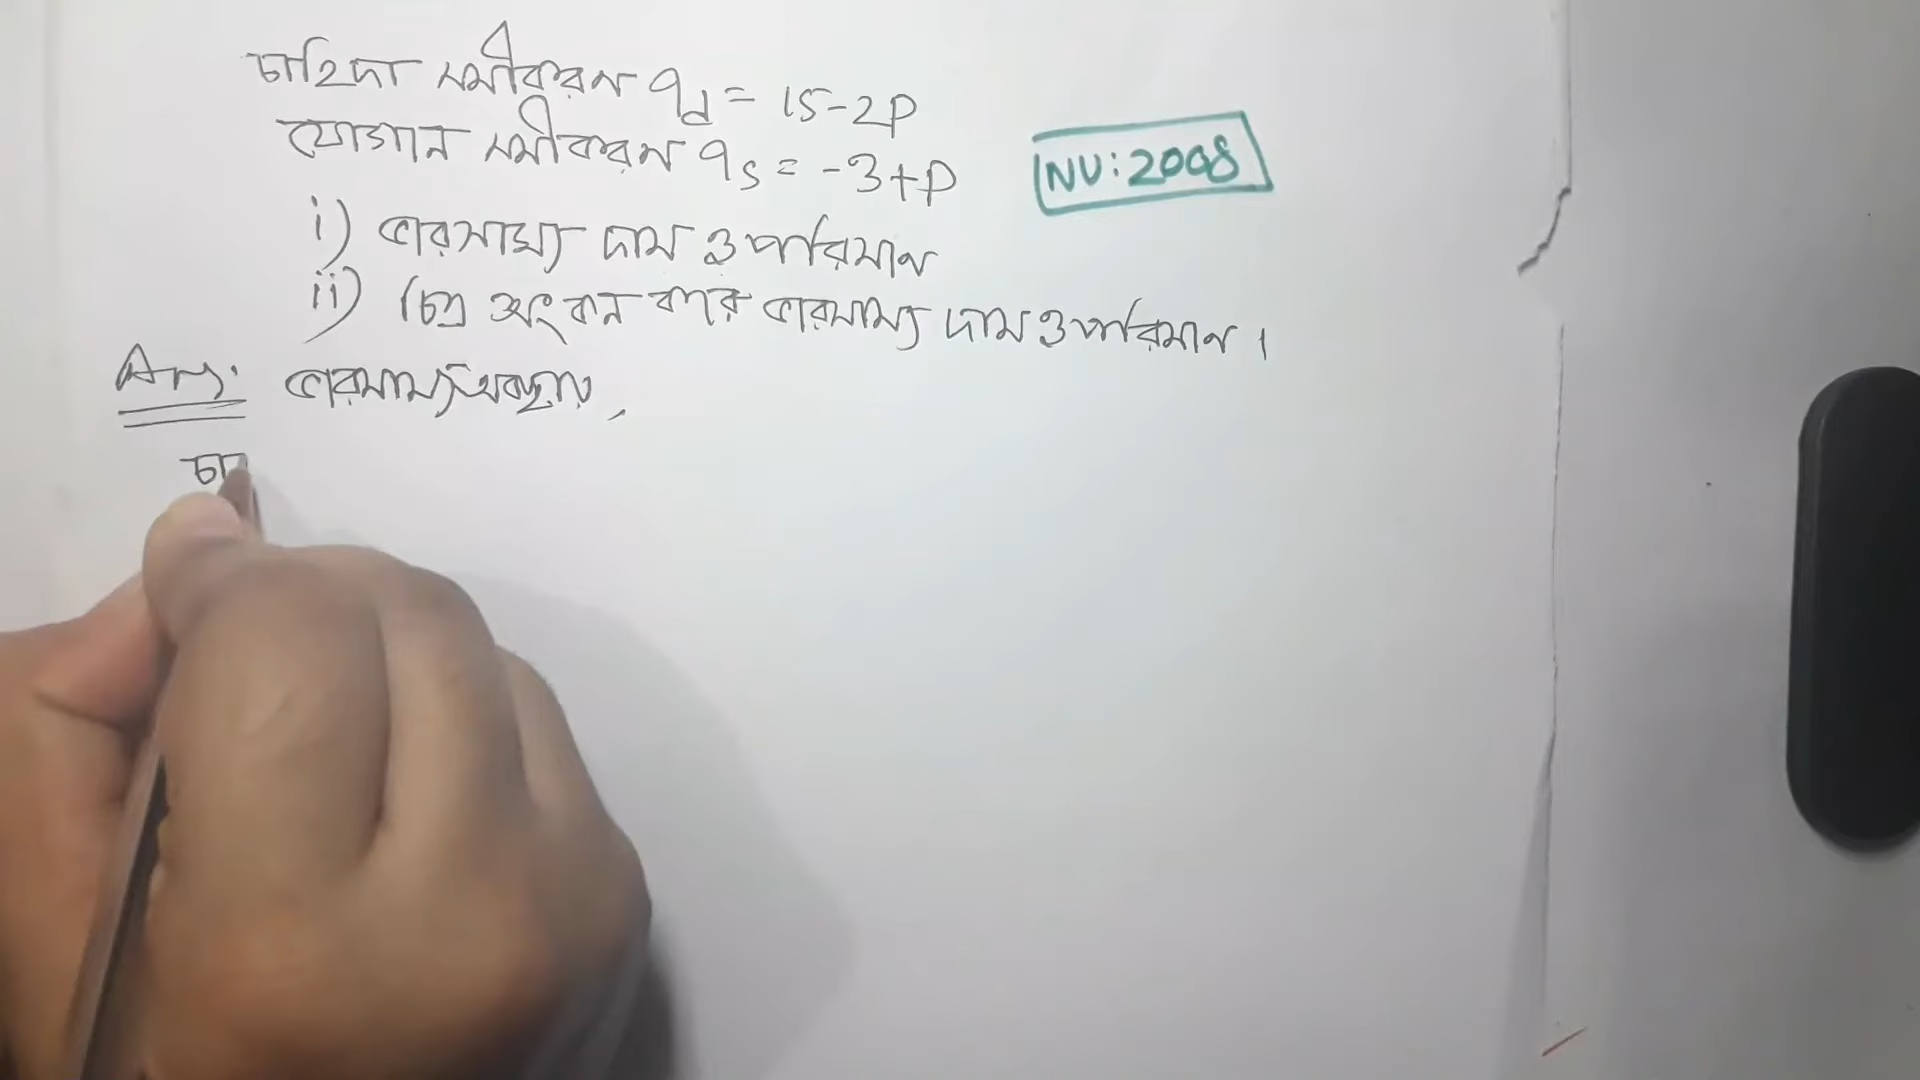 চাহিদা সমীকরণ qd = 15-2P
যোগান সমীকরণ qs = -3+P
NU: 2008
i) ভারসাম্য দাম ও পরিমান
ii) চিত্র অংকন করে ভারসাম্য দাম ও পরিমান ।
Ans. ভারসাম্য অবস্থায়,
চা